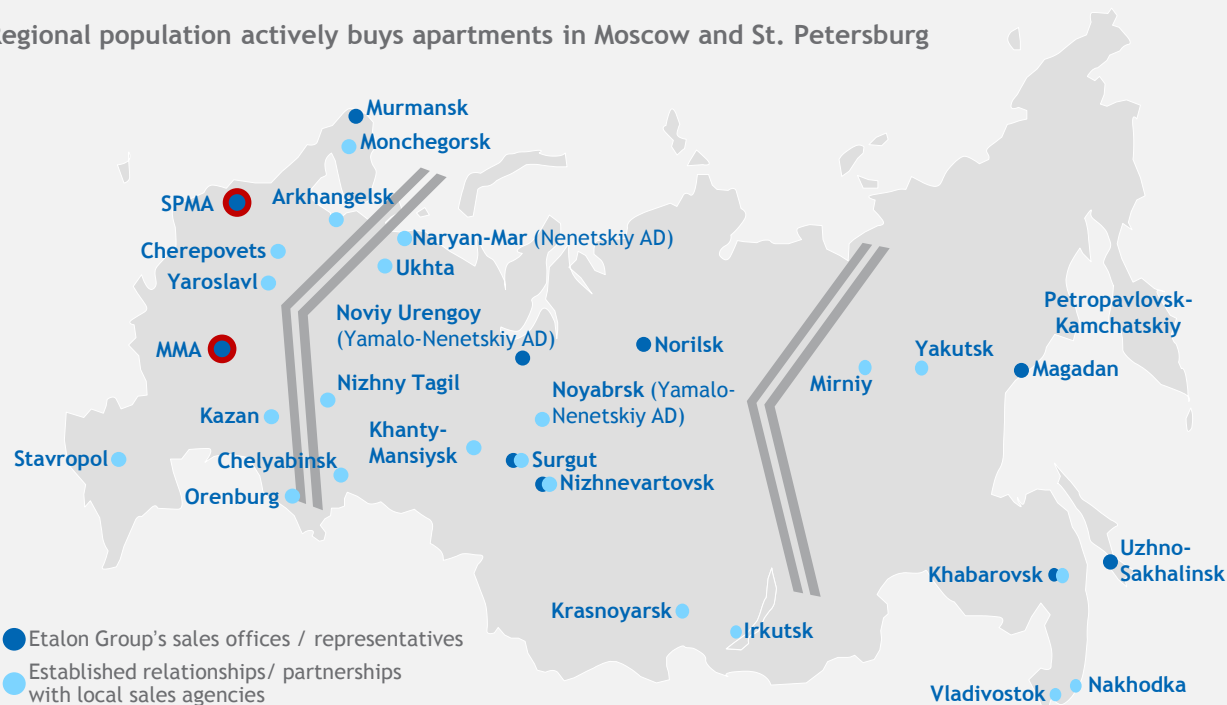 egional population actively buys apartments in Moscow and St. Petersburg
Murmansk
Monchegorsk
SPMA
Arkhangelsk
Naryan-Mar (Nenetskiy AD)
Cherepovets
Ukhta
Yaroslavl
Noviy Urengoy
(Yamalo-Nenetskiy AD)
Petropavlovsk-
Kamchatskiy
MMA
Norilsk
Yakutsk
Magadan
Mirniy
Nizhny Tagil
Noyabrsk (Yamalo-
Nenetskiy AD)
Kazan
Khanty-
Mansiysk
Stavropol
Chelyabinsk
Surgut
Orenburg
Nizhnevartovsk
Uzhno-
Sakhalinsk
Khabarovsk
Krasnoyarsk
Irkutsk
Etalon Group's sales offices / representatives
Established relationships/ partnerships
with local sales agencies
Vladivostok
Nakhodka